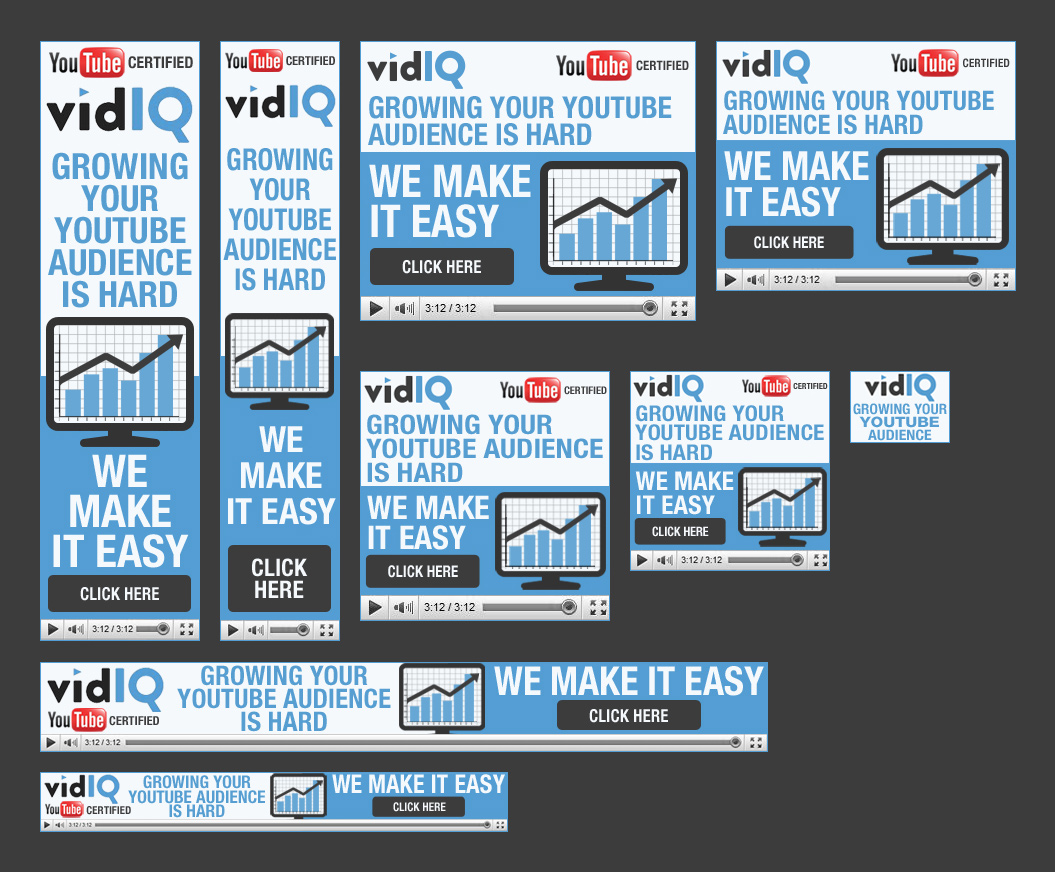 YouTube CERTIFIED
vidIQ
GROWING
YOUR
YOUTUBE
AUDIENCE
IS HARD
WE
MAKE
IT EASY
CLICK HERE
3:12 / 3:12
YouTube CERTIFIED
vidIQ
GROWING
YOUR
YOUTUBE
AUDIENCE
IS HARD
WE
MAKE
IT EASY
CLICK
HERE
vidIQ YouTube CERTIFIED
GROWING YOUR YOUTUBE
AUDIENCE IS HARD
WE MAKE
IT EASY
CLICK HERE
3:12 / 3:12
vidIQ YouTube CERTIFIED
GROWING YOUR YOUTUBE
AUDIENCE IS HARD
WE MAKE
IT EASY
CLICK HERE
3:12 / 3:12
vidIQ YouTube CERTIFIED
GROWING YOUR
YOUTUBE AUDIENCE
IS HARD
WE MAKE
IT EASY
CLICK HERE
3:12 / 3:12
vidIQ YouTube CERTIFIED
GROWING YOUR
YOUTUBE AUDIENCE
IS HARD
WE MAKE
IT EASY
CLICK HERE
3:12 / 3:12
vidIQ
GROWING YOUR
YOUTUBE
AUDIENCE
vidIQ
YouTube CERTIFIED
GROWING YOUR
YOUTUBE AUDIENCE
IS HARD
WE MAKE IT EASY
CLICK HERE
3:12 / 3:12
vidIQ
YouTube CERTIFIED
GROWING YOUR
YOUTUBE AUDIENCE
IS HARD
WE MAKE IT EASY
CLICK HERE
3:12 / 3:12